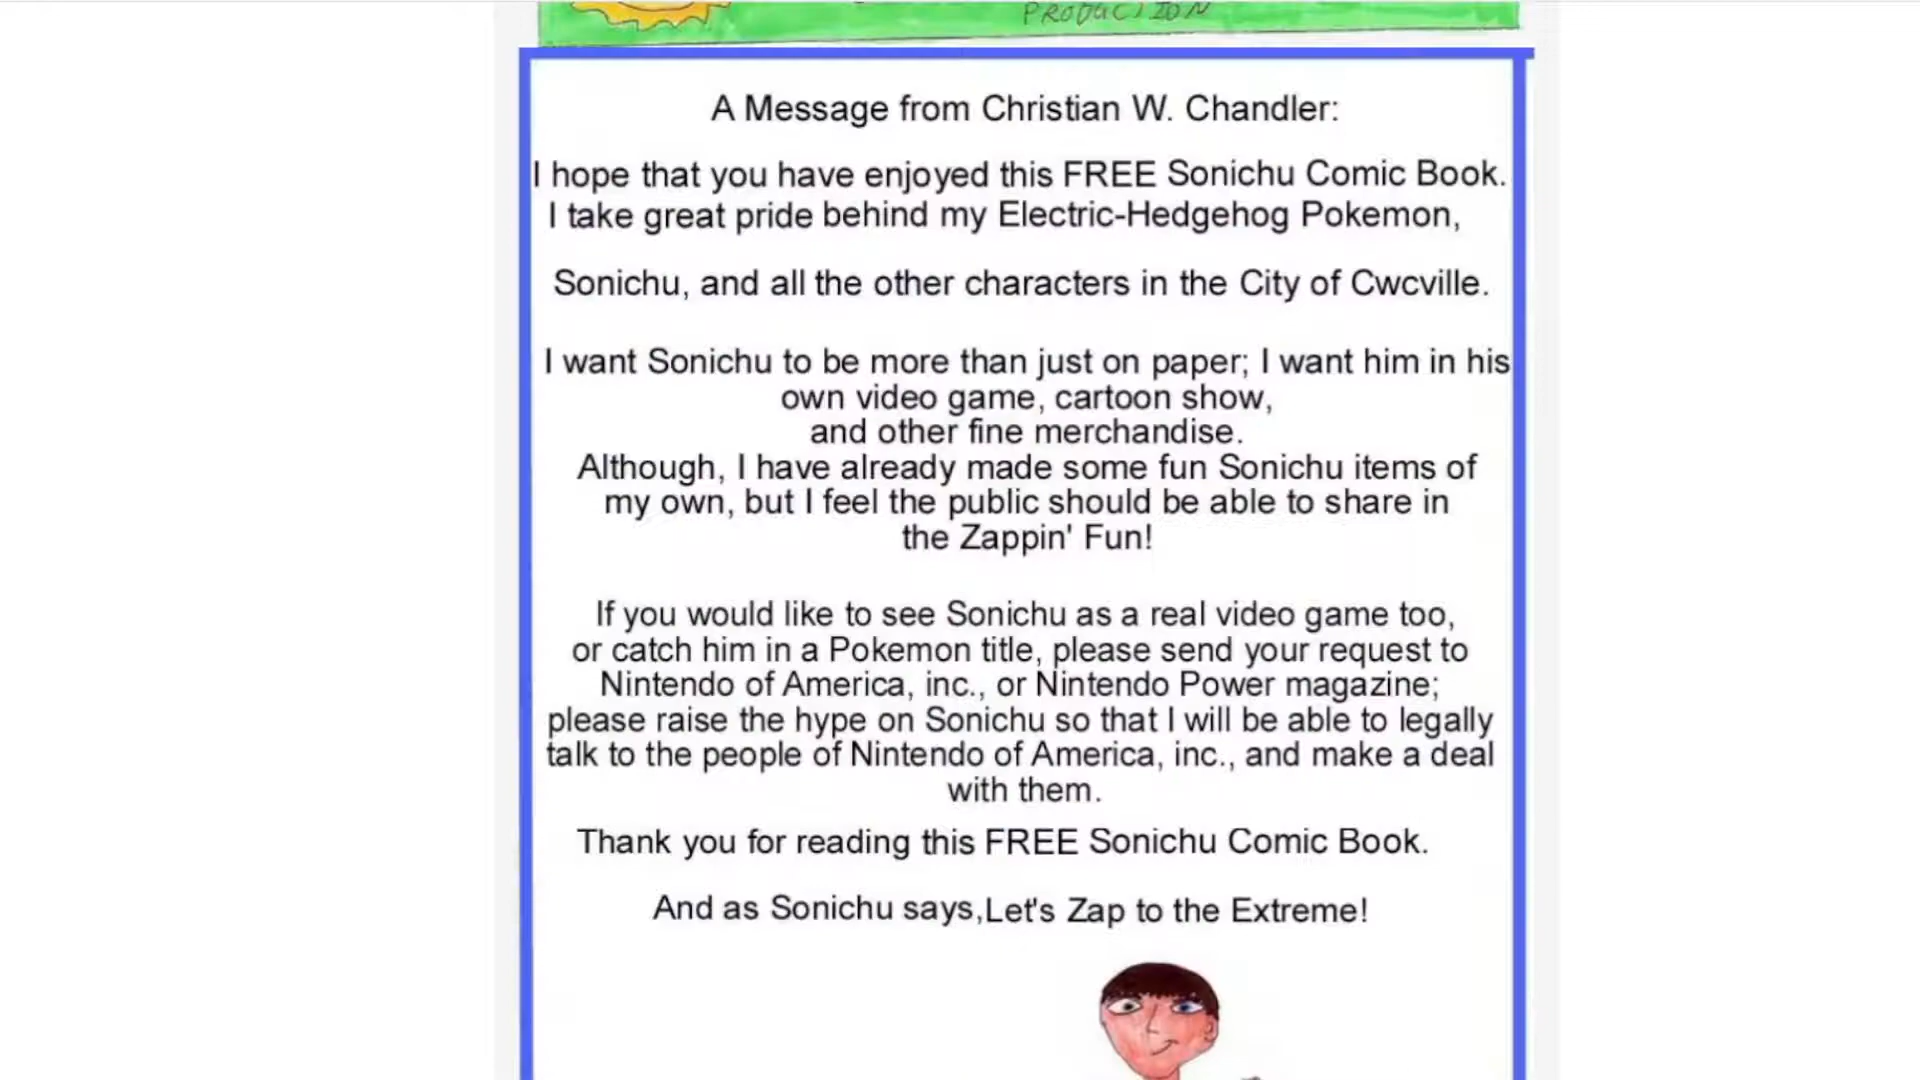 PRODUCTION
A Message from Christian W. Chandler:
I hope that you have enjoyed this FREE Sonichu Comic Book.
I take great pride behind my Electric-Hedgehog Pokemon,
Sonichu, and all the other characters in the City of Cwcville.
I want Sonichu to be more than just on paper; I want him in his
own video game, cartoon show,
and other fine merchandise.
Although, I have already made some fun Sonichu items of
my own, but I feel the public should be able to share in
the Zappin' Fun!
If you would like to see Sonichu as a real video game too,
or catch him in a Pokemon title, please send your request to
Nintendo of America, inc., or Nintendo Power magazine;
please raise the hype on Sonichu so that I will be able to legally
talk to the people of Nintendo of America, inc., and make a deal
with them.
Thank you for reading this FREE Sonichu Comic Book.
And as Sonichu says,Let's Zap to the Extreme!